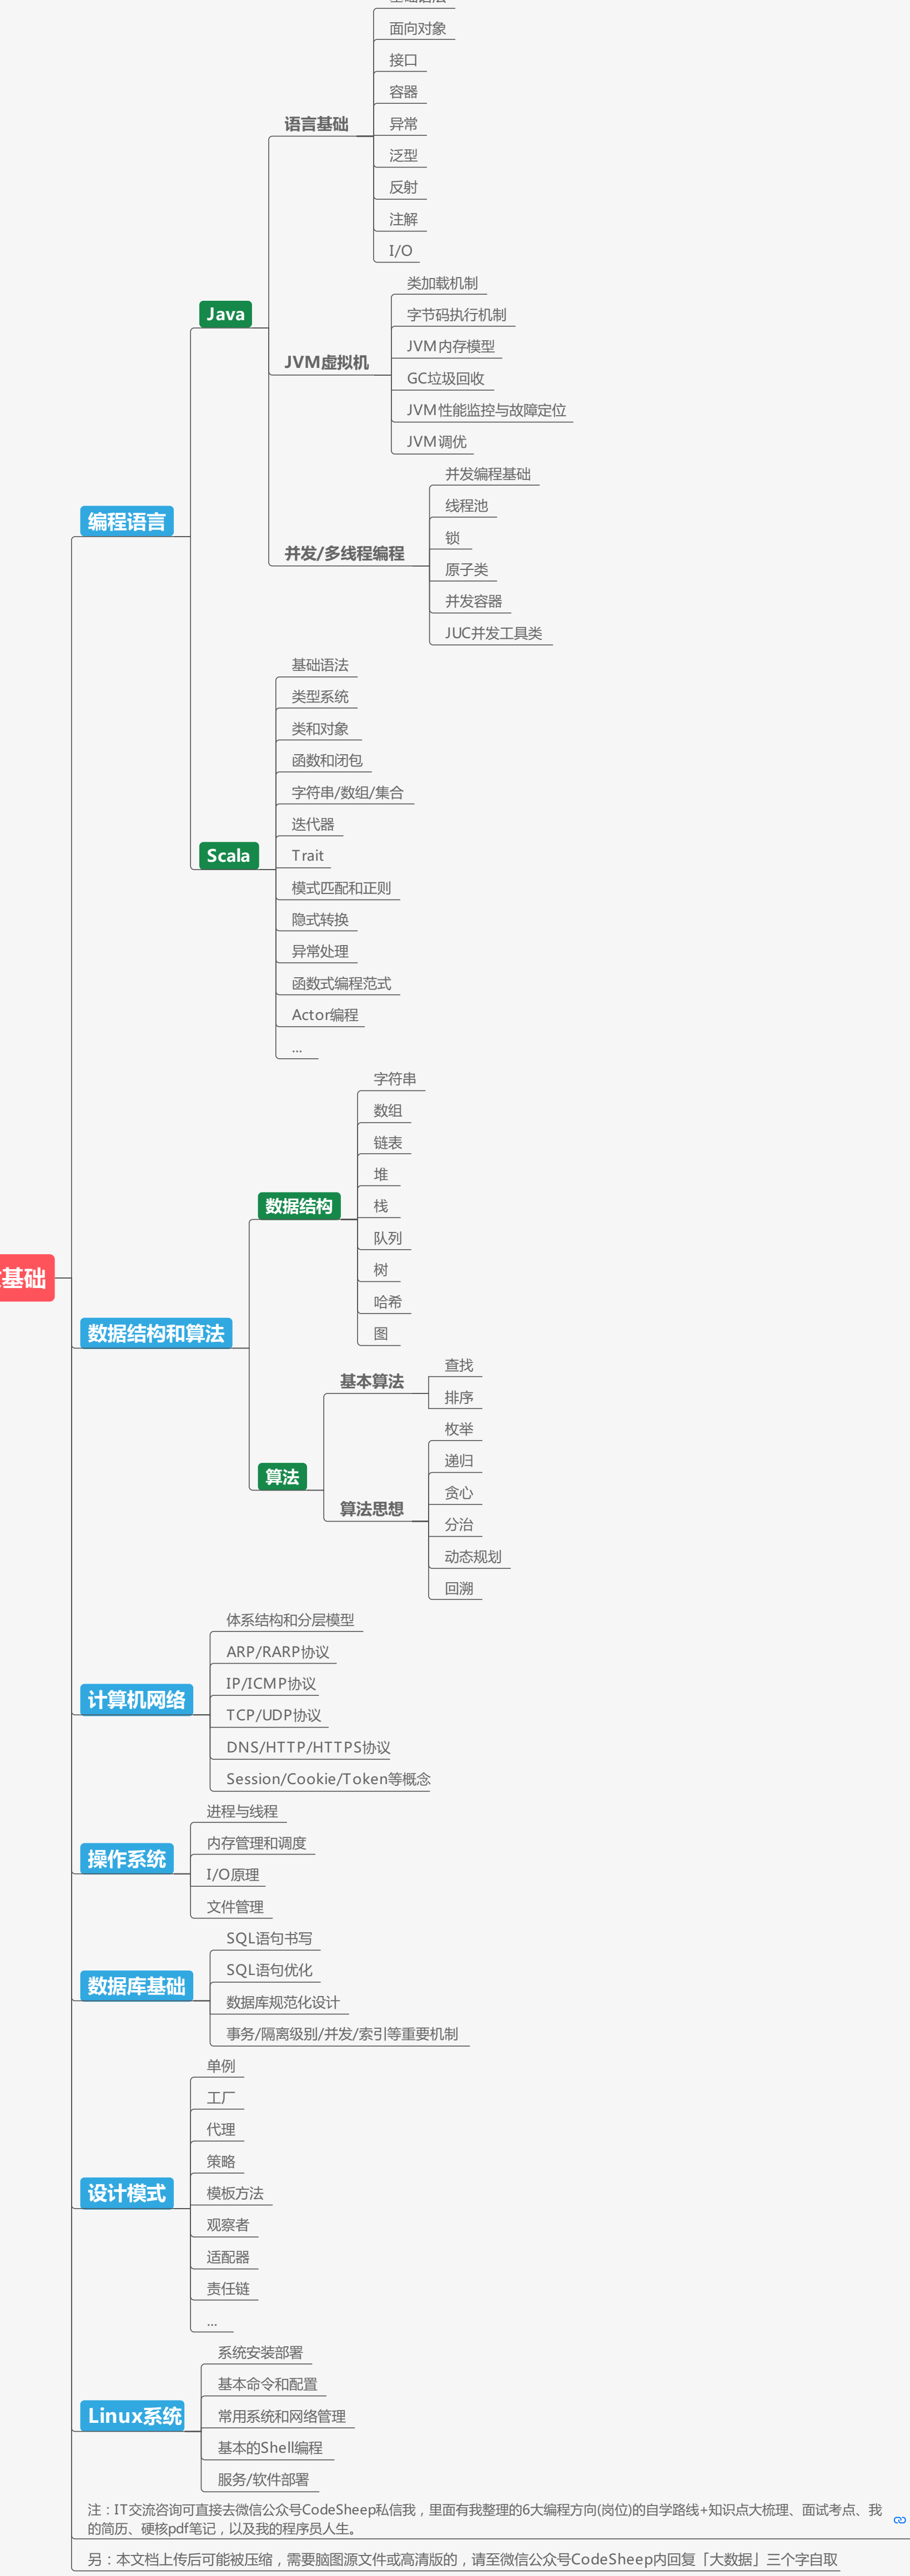 面向对象
接口
容器
语言基础
异常
泛型
反射
注解
I/O
类加载机制
Java
字节码执行机制
JVM内存模型
JVM虚拟机
GC垃圾回收
JVM性能监控与故障定位
JVM调优
并发编程基础
线程池
编程语言
锁
并发/多线程编程
原子类
并发容器
JUC并发工具类
基础语法
类型系统
类和对象
函数和闭包
字符串/数组/集合
迭代器
Scala
Trait
模式匹配和正则
隐式转换
异常处理
函数式编程范式
Actor编程
...
字符串
数组
链表
堆
数据结构
栈
队列
树
基础
哈希
数据结构和算法
图
查找
基本算法
排序
枚举
递归
算法
贪心
算法思想
分治
动态规划
回溯
体系结构和分层模型
ARP/RARP协议
IP/ICMP协议
计算机网络
TCP/UDP协议
DNS/HTTP/HTTPS协议
Session/Cookie/Token等概念
进程与线程
内存管理和调度
操作系统
I/O原理
文件管理
SQL语句书写
SQL语句优化
数据库基础
数据库规范化设计
事务/隔离级别/并发/索引等重要机制
单例
工厂
代理
策略
设计模式
模板方法
观察者
适配器
责任链
...
系统安装部署
基本命令和配置
Linux系统
常用系统和网络管理
基本的Shell编程
服务/软件部署
注：IT交流咨询可直接去微信公众号CodeSheep私信我，里面有我整理的6大编程方向(岗位)的自学路线+知识点大梳理、面试考点、我
的简历、硬核pdf笔记，以及我的程序员人生。
另：本文档上传后可能被压缩，需要脑图源文件或高清版的，请至微信公众号CodeSheep内回复「大数据」三个字自取